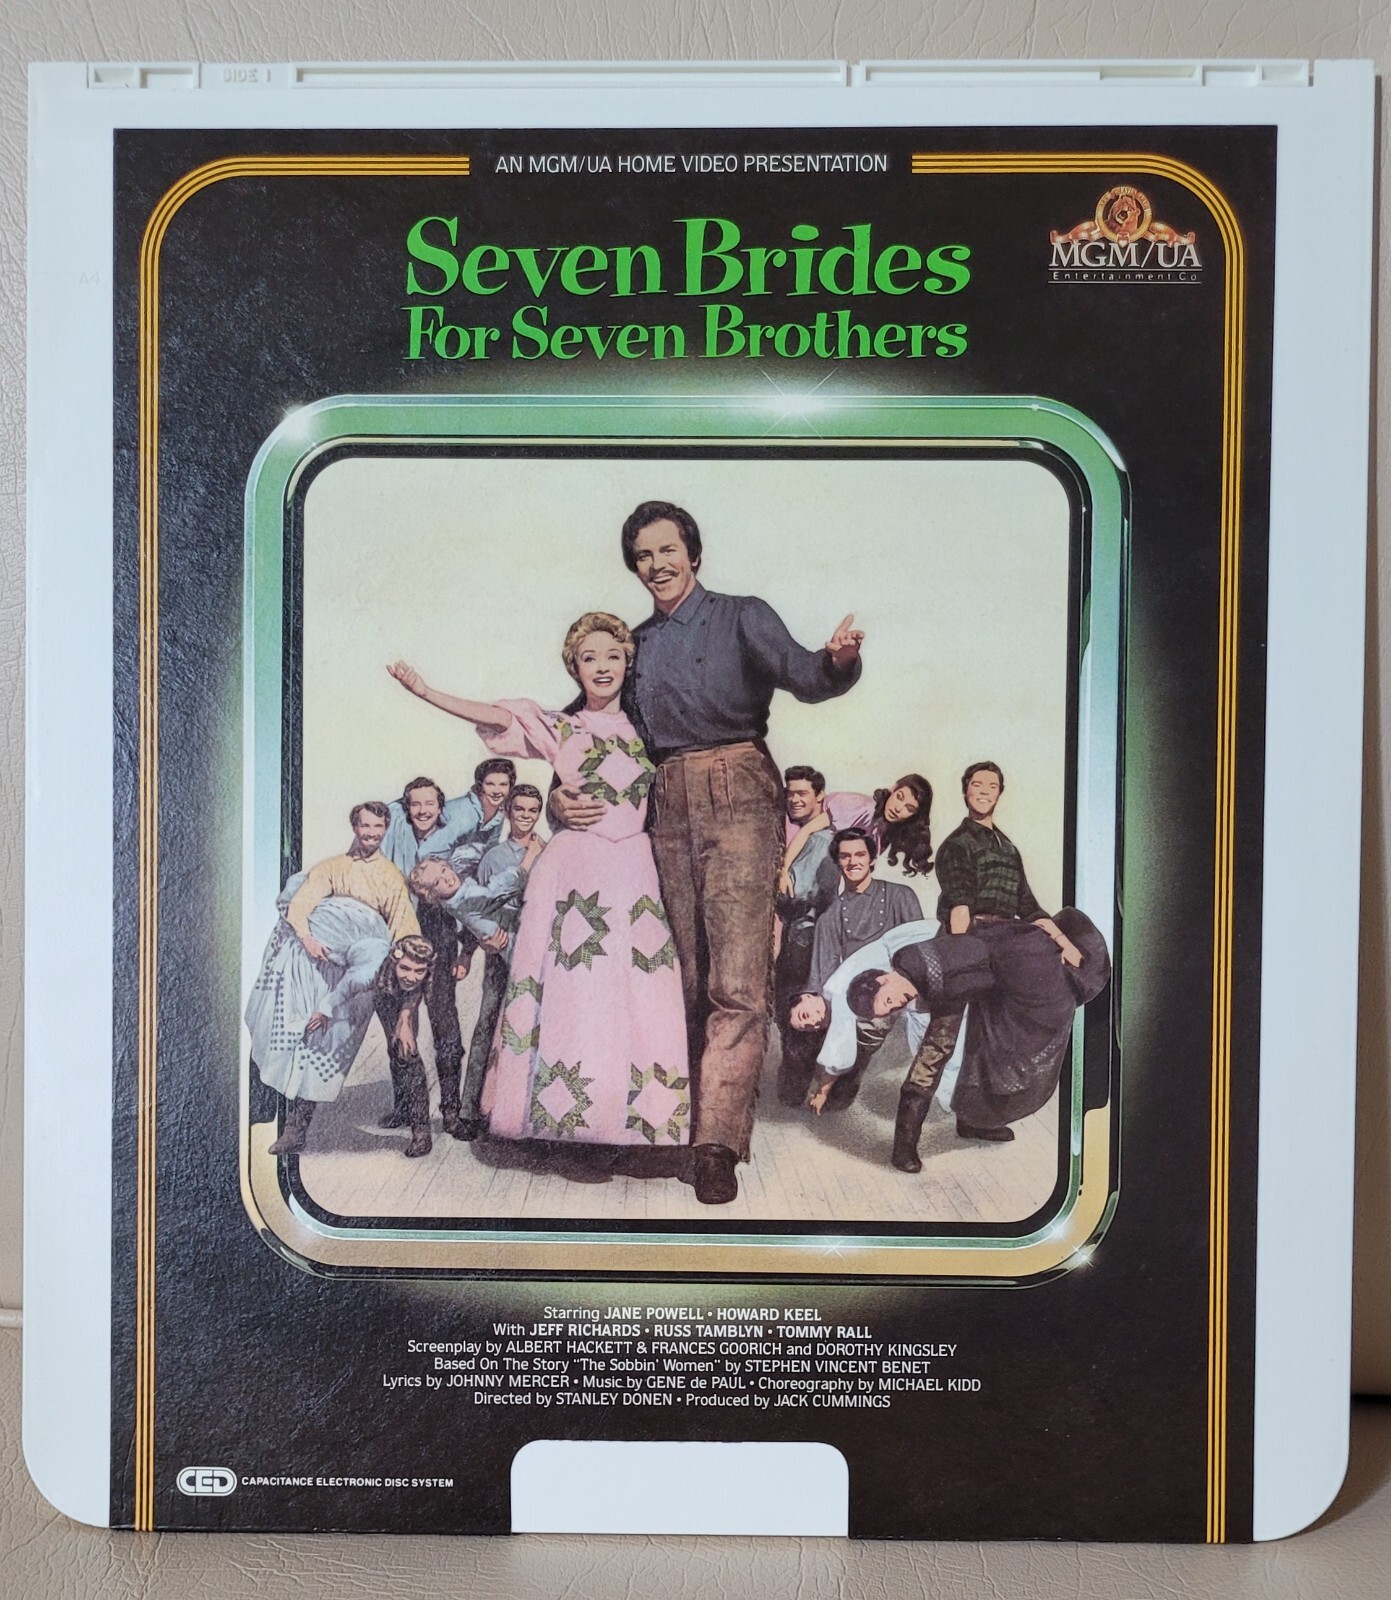 SIDE 1
AN MGM/UA HOME VIDEO PRESENTATION
MGM/UA
Entertainment Co
Seven Brides
For Seven Brothers
A4
Starring JANE POWELL • HOWARD KEEL
With JEFF RICHARDS • RUSS TAMBLYN • TOMMY RALL
Screenplay by ALBERT HACKETT & FRANCES GOORICH and DOROTHY KINGSLEY
Based On The Story "The Sobbin' Women" by STEPHEN VINCENT BENET
Lyrics by JOHNNY MERCER • Music by GENE de PAUL • Choreography by MICHAEL KIDD
Directed by STANLEY DONEN • Produced by JACK CUMMINGS
CED CAPACITANCE ELECTRONIC DISC SYSTEM